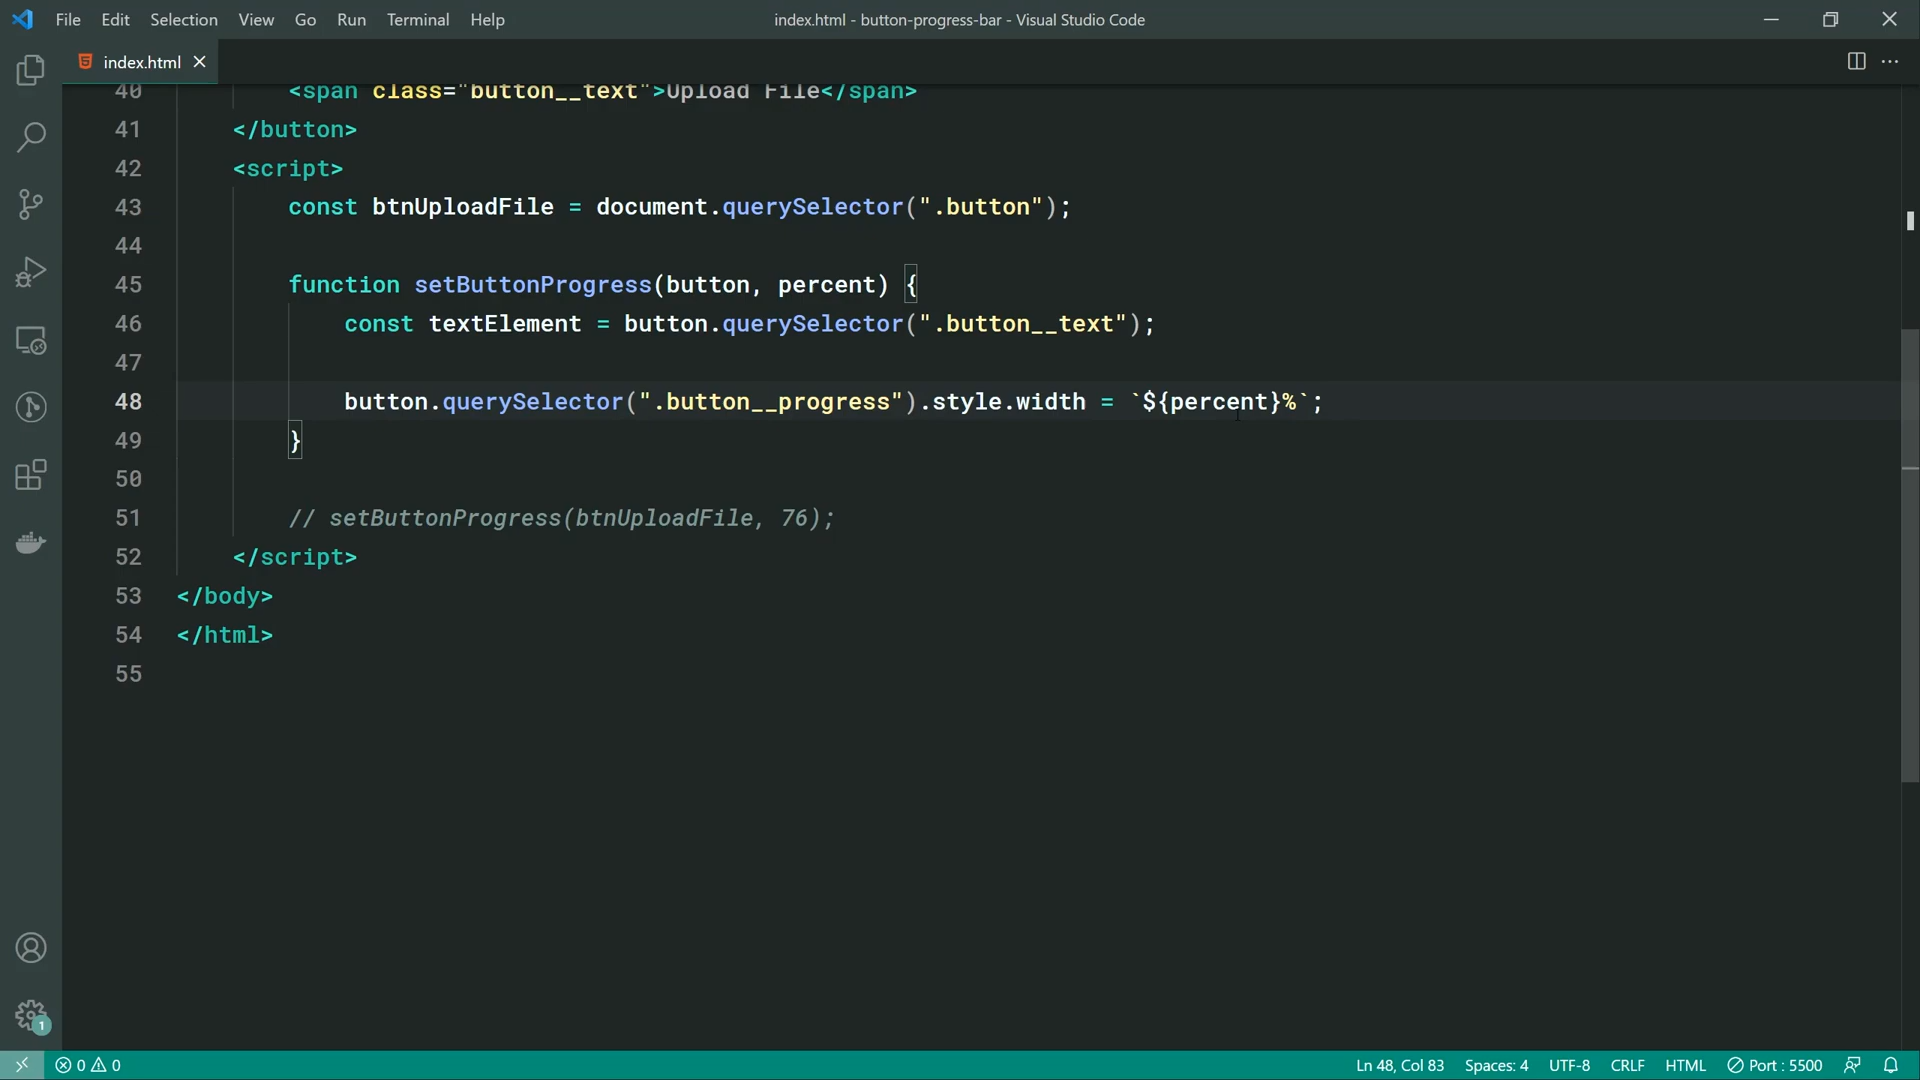 File Edit Selection View Go Run Terminal Help index.html - button-progress-bar - Visual Studio Code
index.html
40 <span class="button__text">Upload File</span>
41 </button>
42 <script>
43 const btnUploadFile = document.querySelector(".button");
44
45 function setButtonProgress(button, percent) {
46 const textElement = button.querySelector(".button__text");
47
48 button.querySelector(".button__progress").style.width = `${percent}%`;
49 }
50
51 // setButtonProgress(btnUploadFile, 76);
52 </script>
53 </body>
54 </html>
55
1
0 0 Ln 48, Col 83 Spaces: 4 UTF-8 CRLF HTML Port : 5500